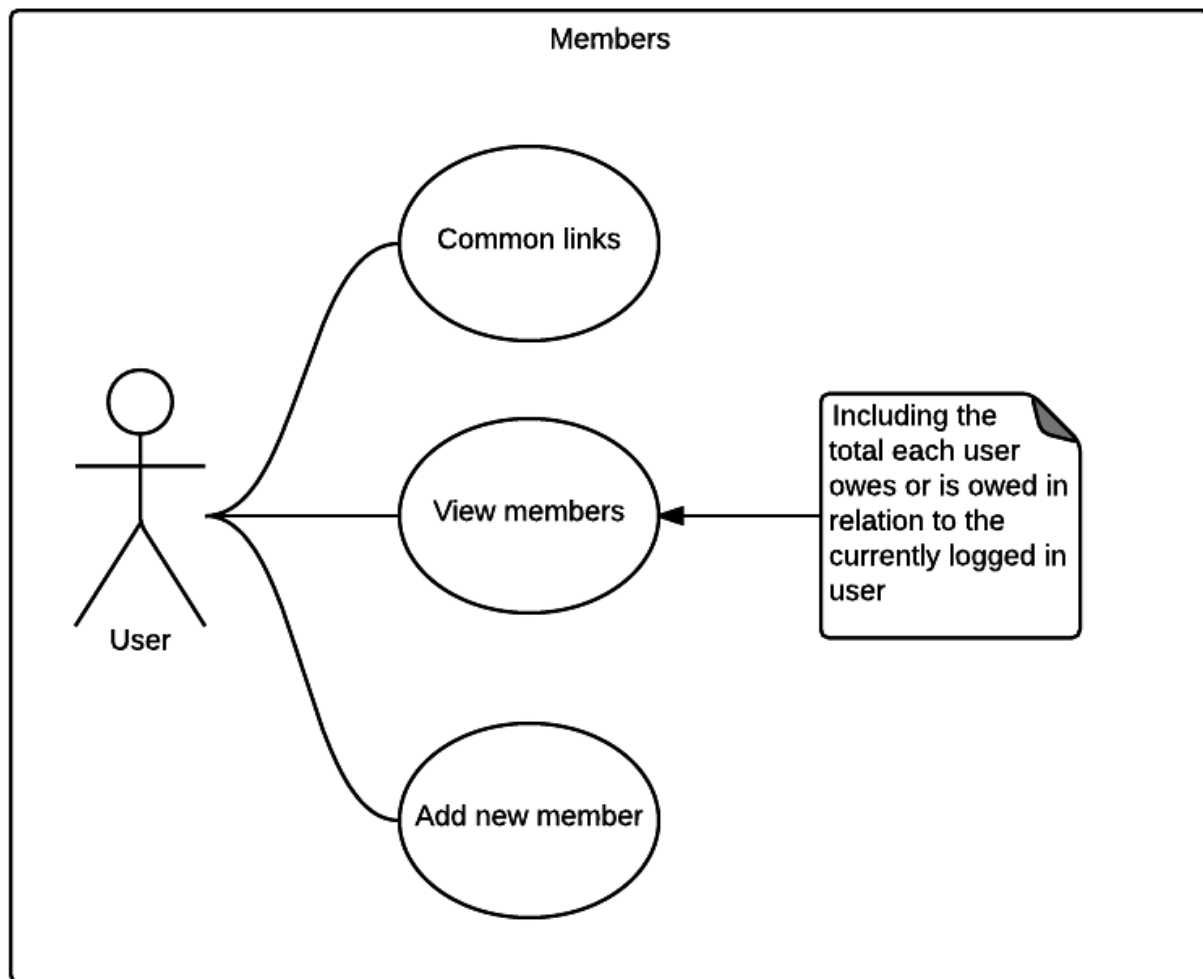 Members
Common links
Including the
total each user
owes or is owed in
relation to the
currently logged in
user
View members
User
Add new member